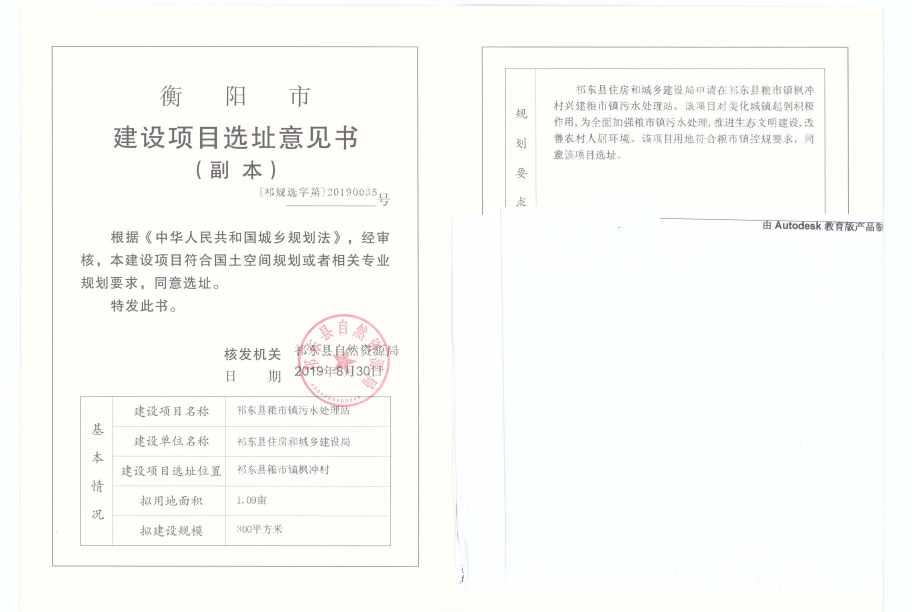 衡 阳 市
建设项目选址意见书
(副 本)
[祁规选字第]20190035号
根据《中华人民共和国城乡规划法》，经审
核，本建设项目符合国土空间规划或者相关专业
规划要求，同意选址。
特发此书。
核发机关 祁东县自然资源局
日 期 2019年8月30日
祁东县自然资源局
基本情况
建设项目名称 祁东县粮市镇污水处理站
建设单位名称 祁东县住房和城乡建设局
建设项目选址位置 祁东县粮市镇枫冲村
拟用地面积 1.09亩
拟建设规模 300平方米
规划要求
祁东县住房和城乡建设局申请在祁东县粮市镇枫冲
村兴建粮市镇污水处理站。该项目对美化城镇起到积极
作用,为全面加强粮市镇污水处理,推进生态文明建设,改
善农村人居环境。该项目用地符合粮市镇控规要求，同
意该项目选址。
由 Autodesk 教育版产品制